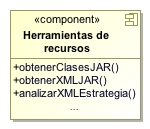 «component»
Herramientas de
recursos
+obtenerClasesJAR()
+obtenerXMLJAR()
+analizarXMLEstrategia()
...